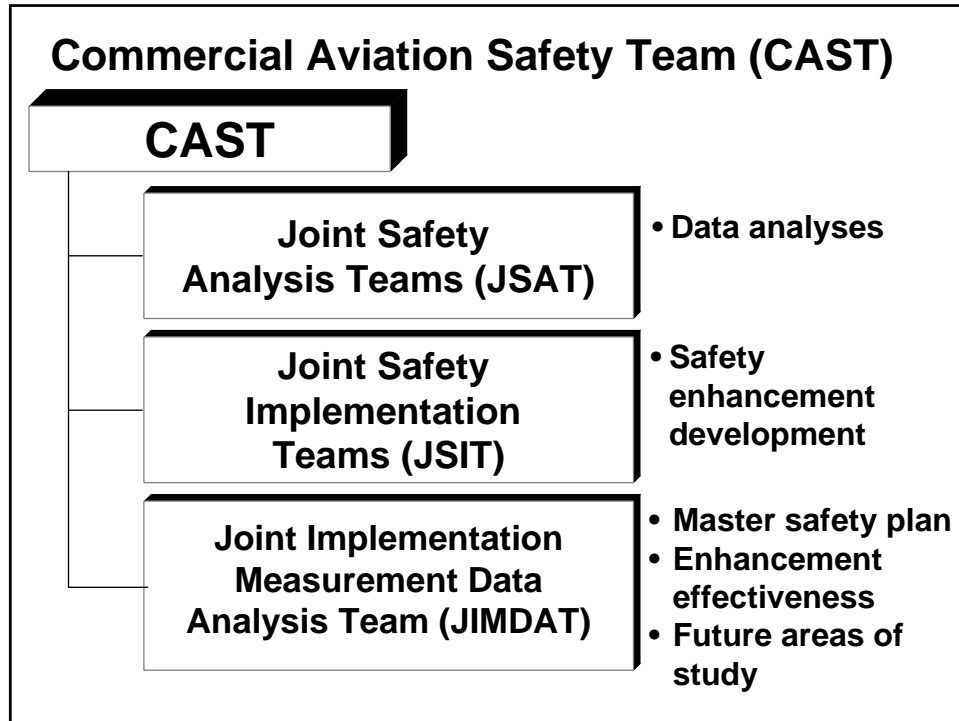 Commercial Aviation Safety Team (CAST)
CAST
Joint Safety
Analysis Teams (JSAT)
• Data analyses
Joint Safety
Implementation
Teams (JSIT)
• Safety
enhancement
development
Joint Implementation
Measurement Data
Analysis Team (JIMDAT)
• Master safety plan
• Enhancement
effectiveness
• Future areas of
study